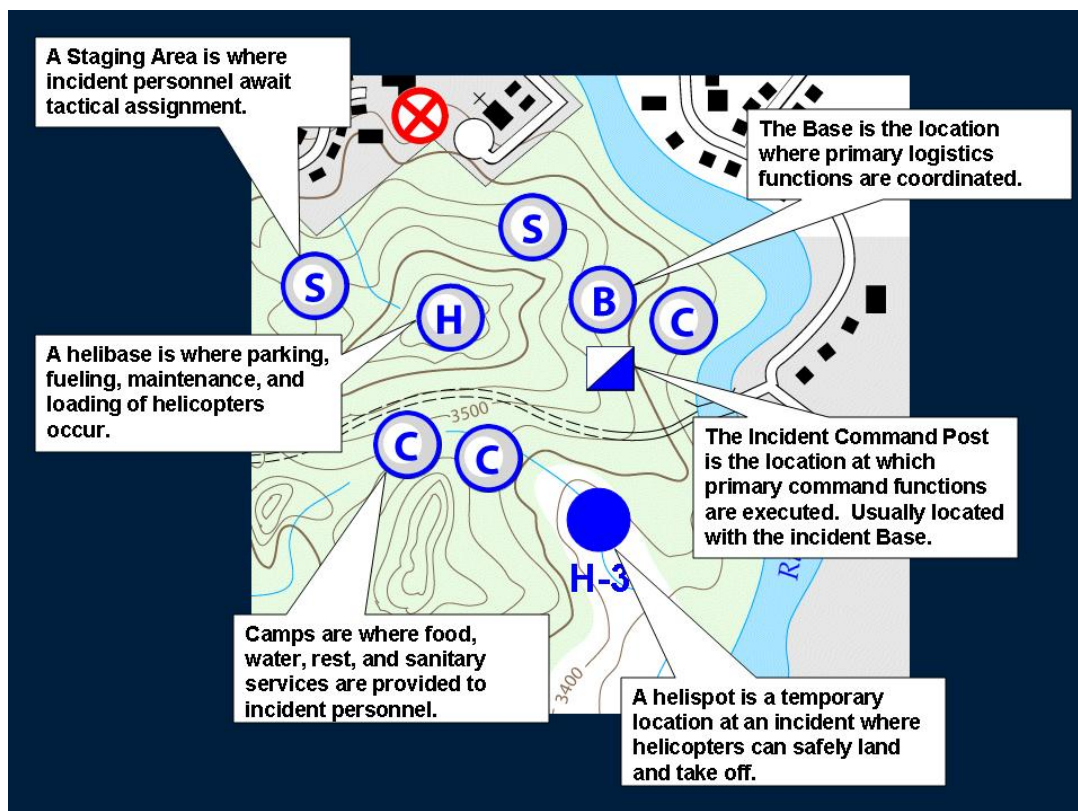 A Staging Area is where
incident personnel await
tactical assignment.
The Base is the location
where primary logistics
functions are coordinated.
S
S
B
H
C
A helibase is where parking,
fueling, maintenance, and
loading of helicopters
occur.
3500
C
C
The Incident Command Post
is the location at which
primary command functions
are executed. Usually located
with the incident Base.
H-3
Camps are where food,
water, rest, and sanitary
services are provided to
incident personnel.
3400
A helispot is a temporary
location at an incident where
helicopters can safely land
and take off.